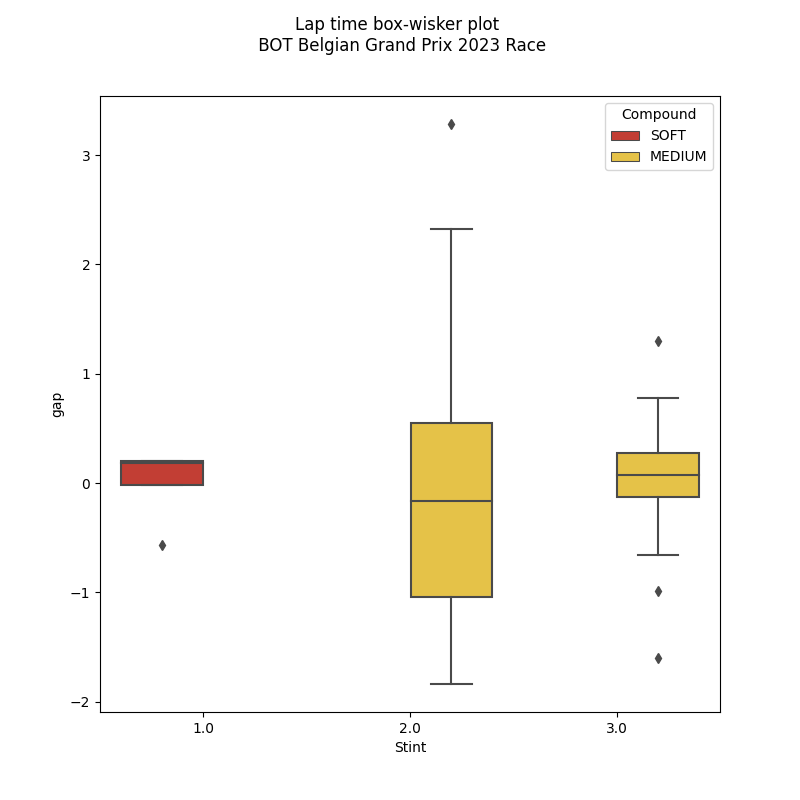 Lap time box-wisker plot
BOT Belgian Grand Prix 2023 Race
Compound
SOFT
MEDIUM
3
2
1
0
−1
−2
gap
1.0 2.0 3.0
Stint